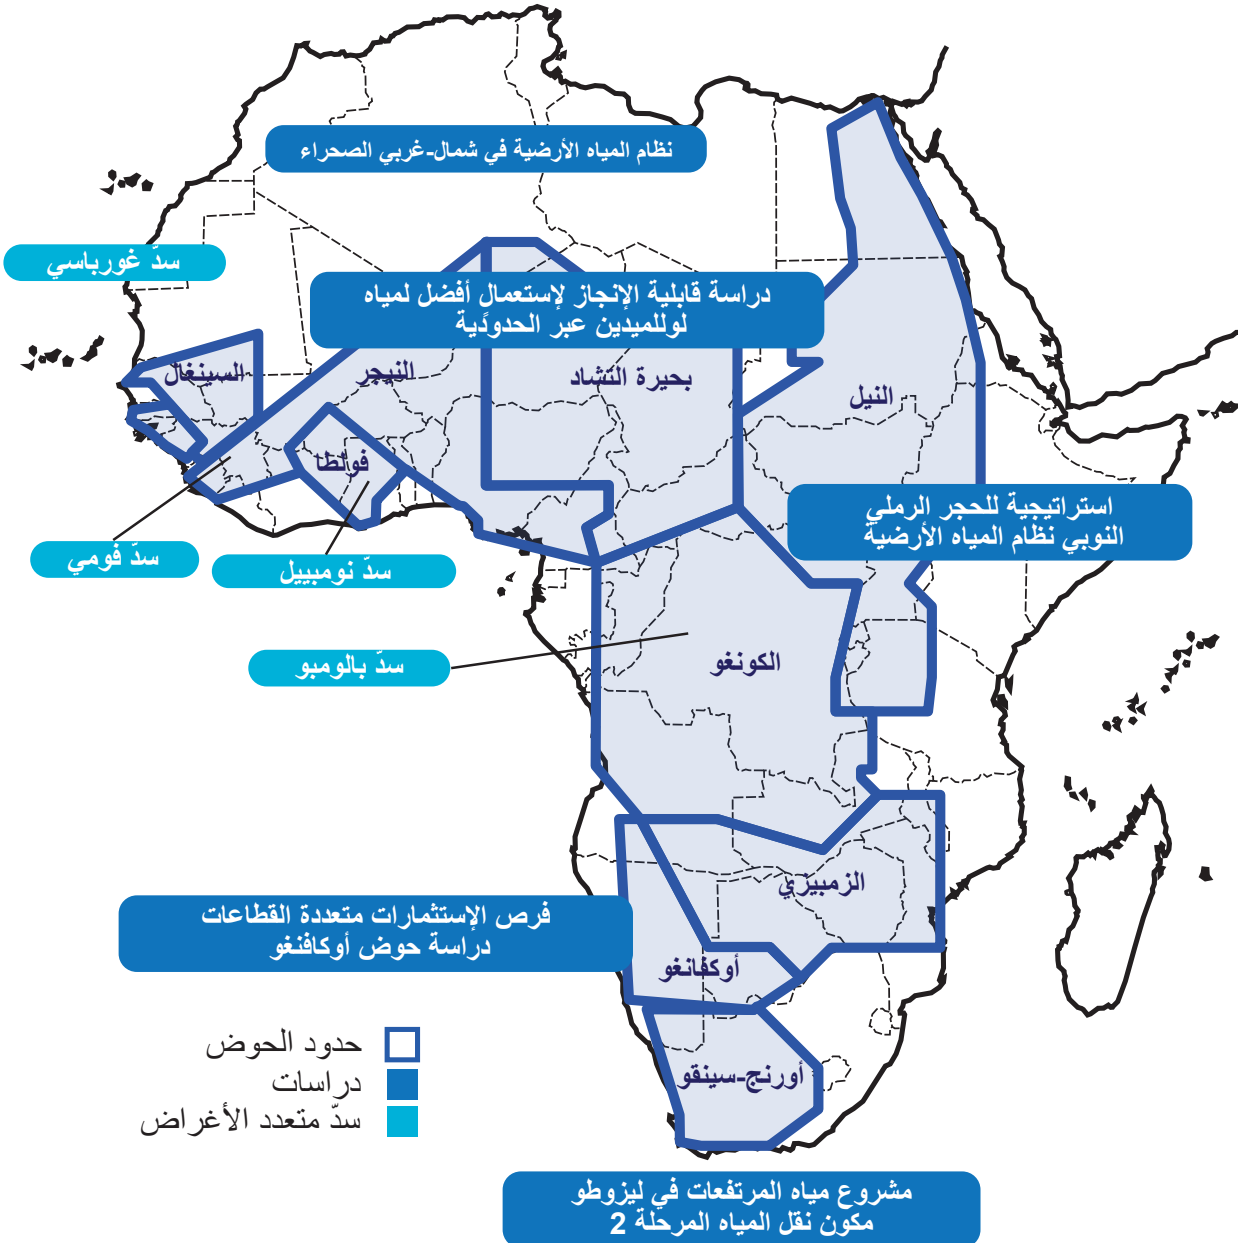 نظام المياه الأرضية في شمال-غربي الصحراء
سدّ غورباسي
دراسة قابلية الإنجاز لإستعمال أفضل لمياه
لوللميدين عبر الحدودية
السينغال
النيجر
بحيرة التشاد
النيل
فولطا
استراتيجية للحجر الرملي
النوبي نظام المياه الأرضية
سدّ فومي
سدّ نومبييل
سدّ بالومبو
الكونغو
الزمبيزي
فرص الإستثمارات متعددة القطاعات
دراسة حوض أوكافنغو
أوكفانغو
حدود الحوض
دراسات
سدّ متعدد الأغراض
أورنج-سينقو
مشروع مياه المرتفعات في ليزوطو
مكون نقل المياه المرحلة 2